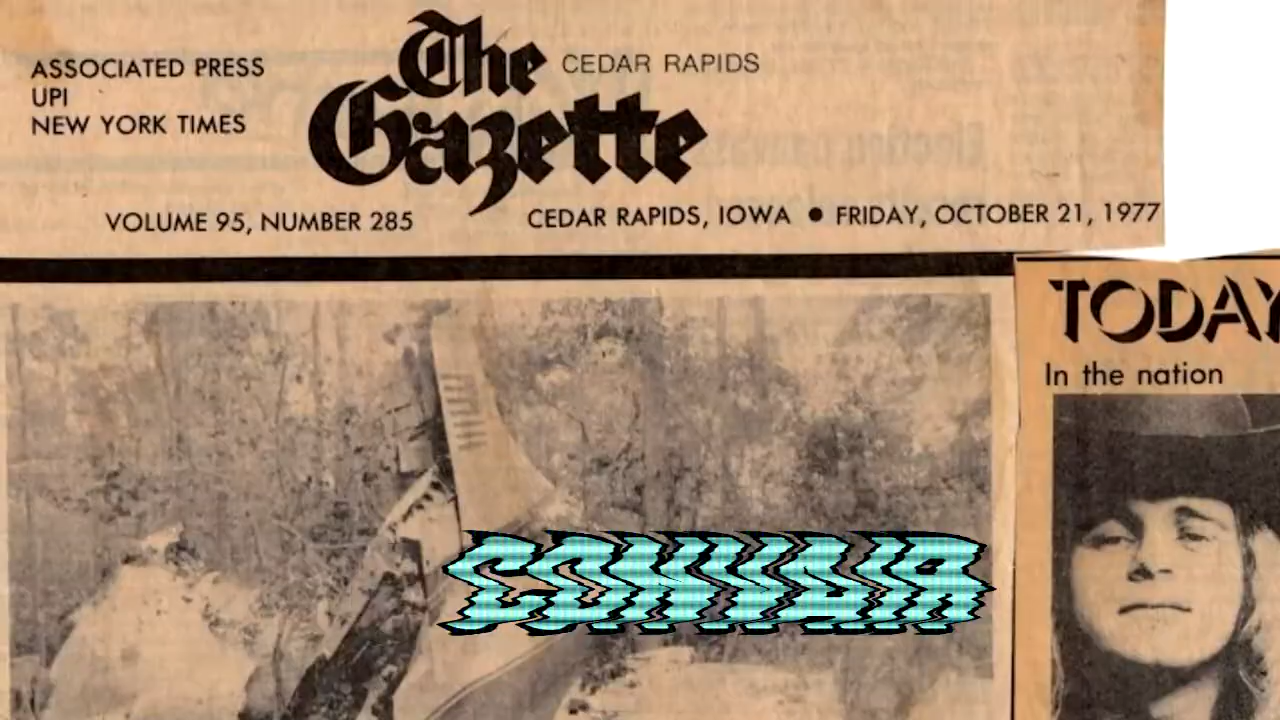 ASSOCIATED PRESS
UPI
NEW YORK TIMES
The
CEDAR RAPIDS
Gazette
VOLUME 95, NUMBER 285
CEDAR RAPIDS, IOWA ● FRIDAY, OCTOBER 21, 1977
TODAY
In the nation
CONVAIR